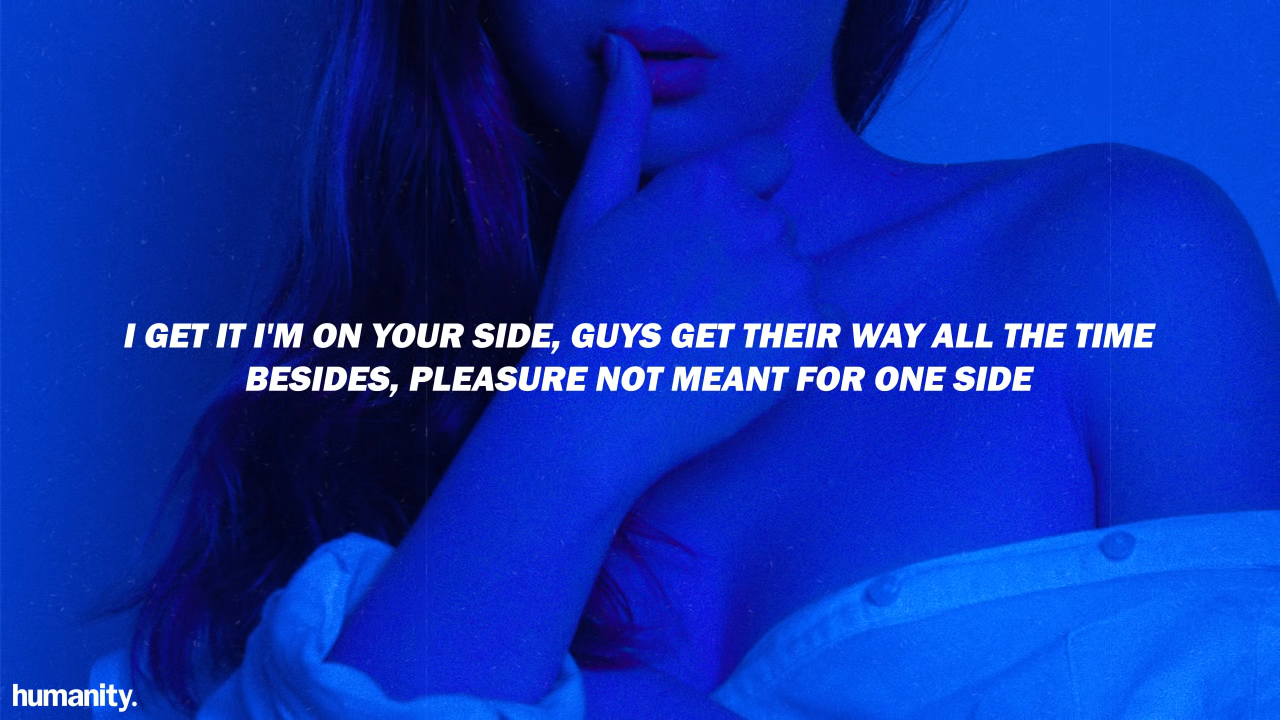 I GET IT I'M ON YOUR SIDE, GUYS GET THEIR WAY ALL THE TIME
BESIDES, PLEASURE NOT MEANT FOR ONE SIDE
humanity.